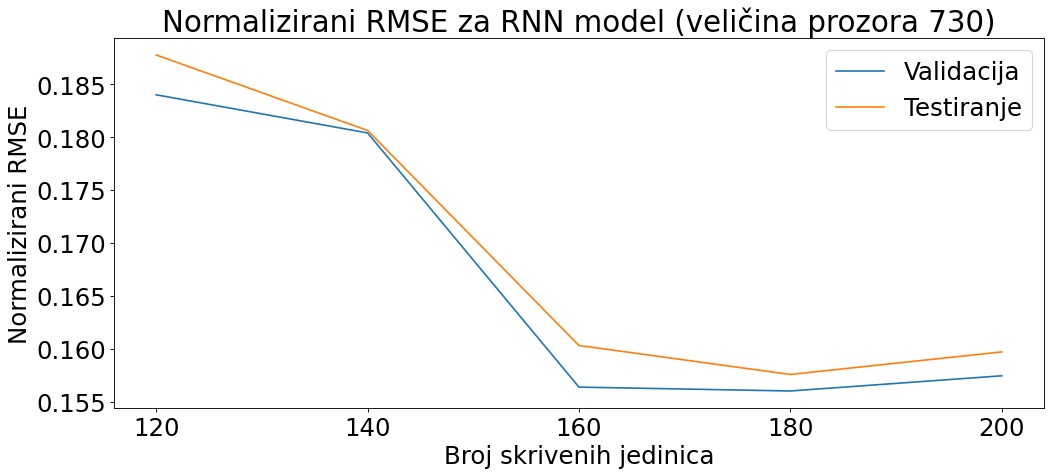 Normalizirani RMSE za RNN model (veličina prozora 730)
Validacija
Testiranje
Normalizirani RMSE
0.185
0.180
0.175
0.170
0.165
0.160
0.155
120 140 160 180 200
Broj skrivenih jedinica